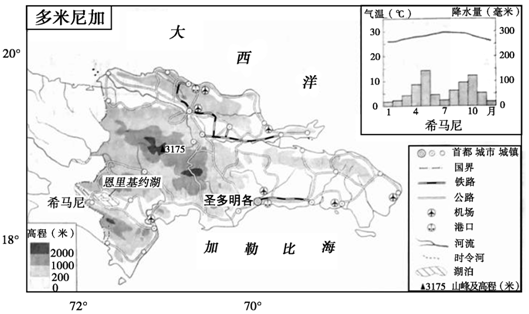 多米尼加
大
西
洋
20°
18°
72°
70°
3175
恩里基约湖
希马尼
圣多明各
加 勒 比 海
高程(米)
2000
1000
200
0
气温(℃) 降水量(毫米)
30 300
20 200
10 100
0 0
1 4 7 10 月
希马尼
首都 城市 城镇
国界
铁路
公路
机场
港口
河流
时令河
湖泊
▲3175 山峰及高程(米)